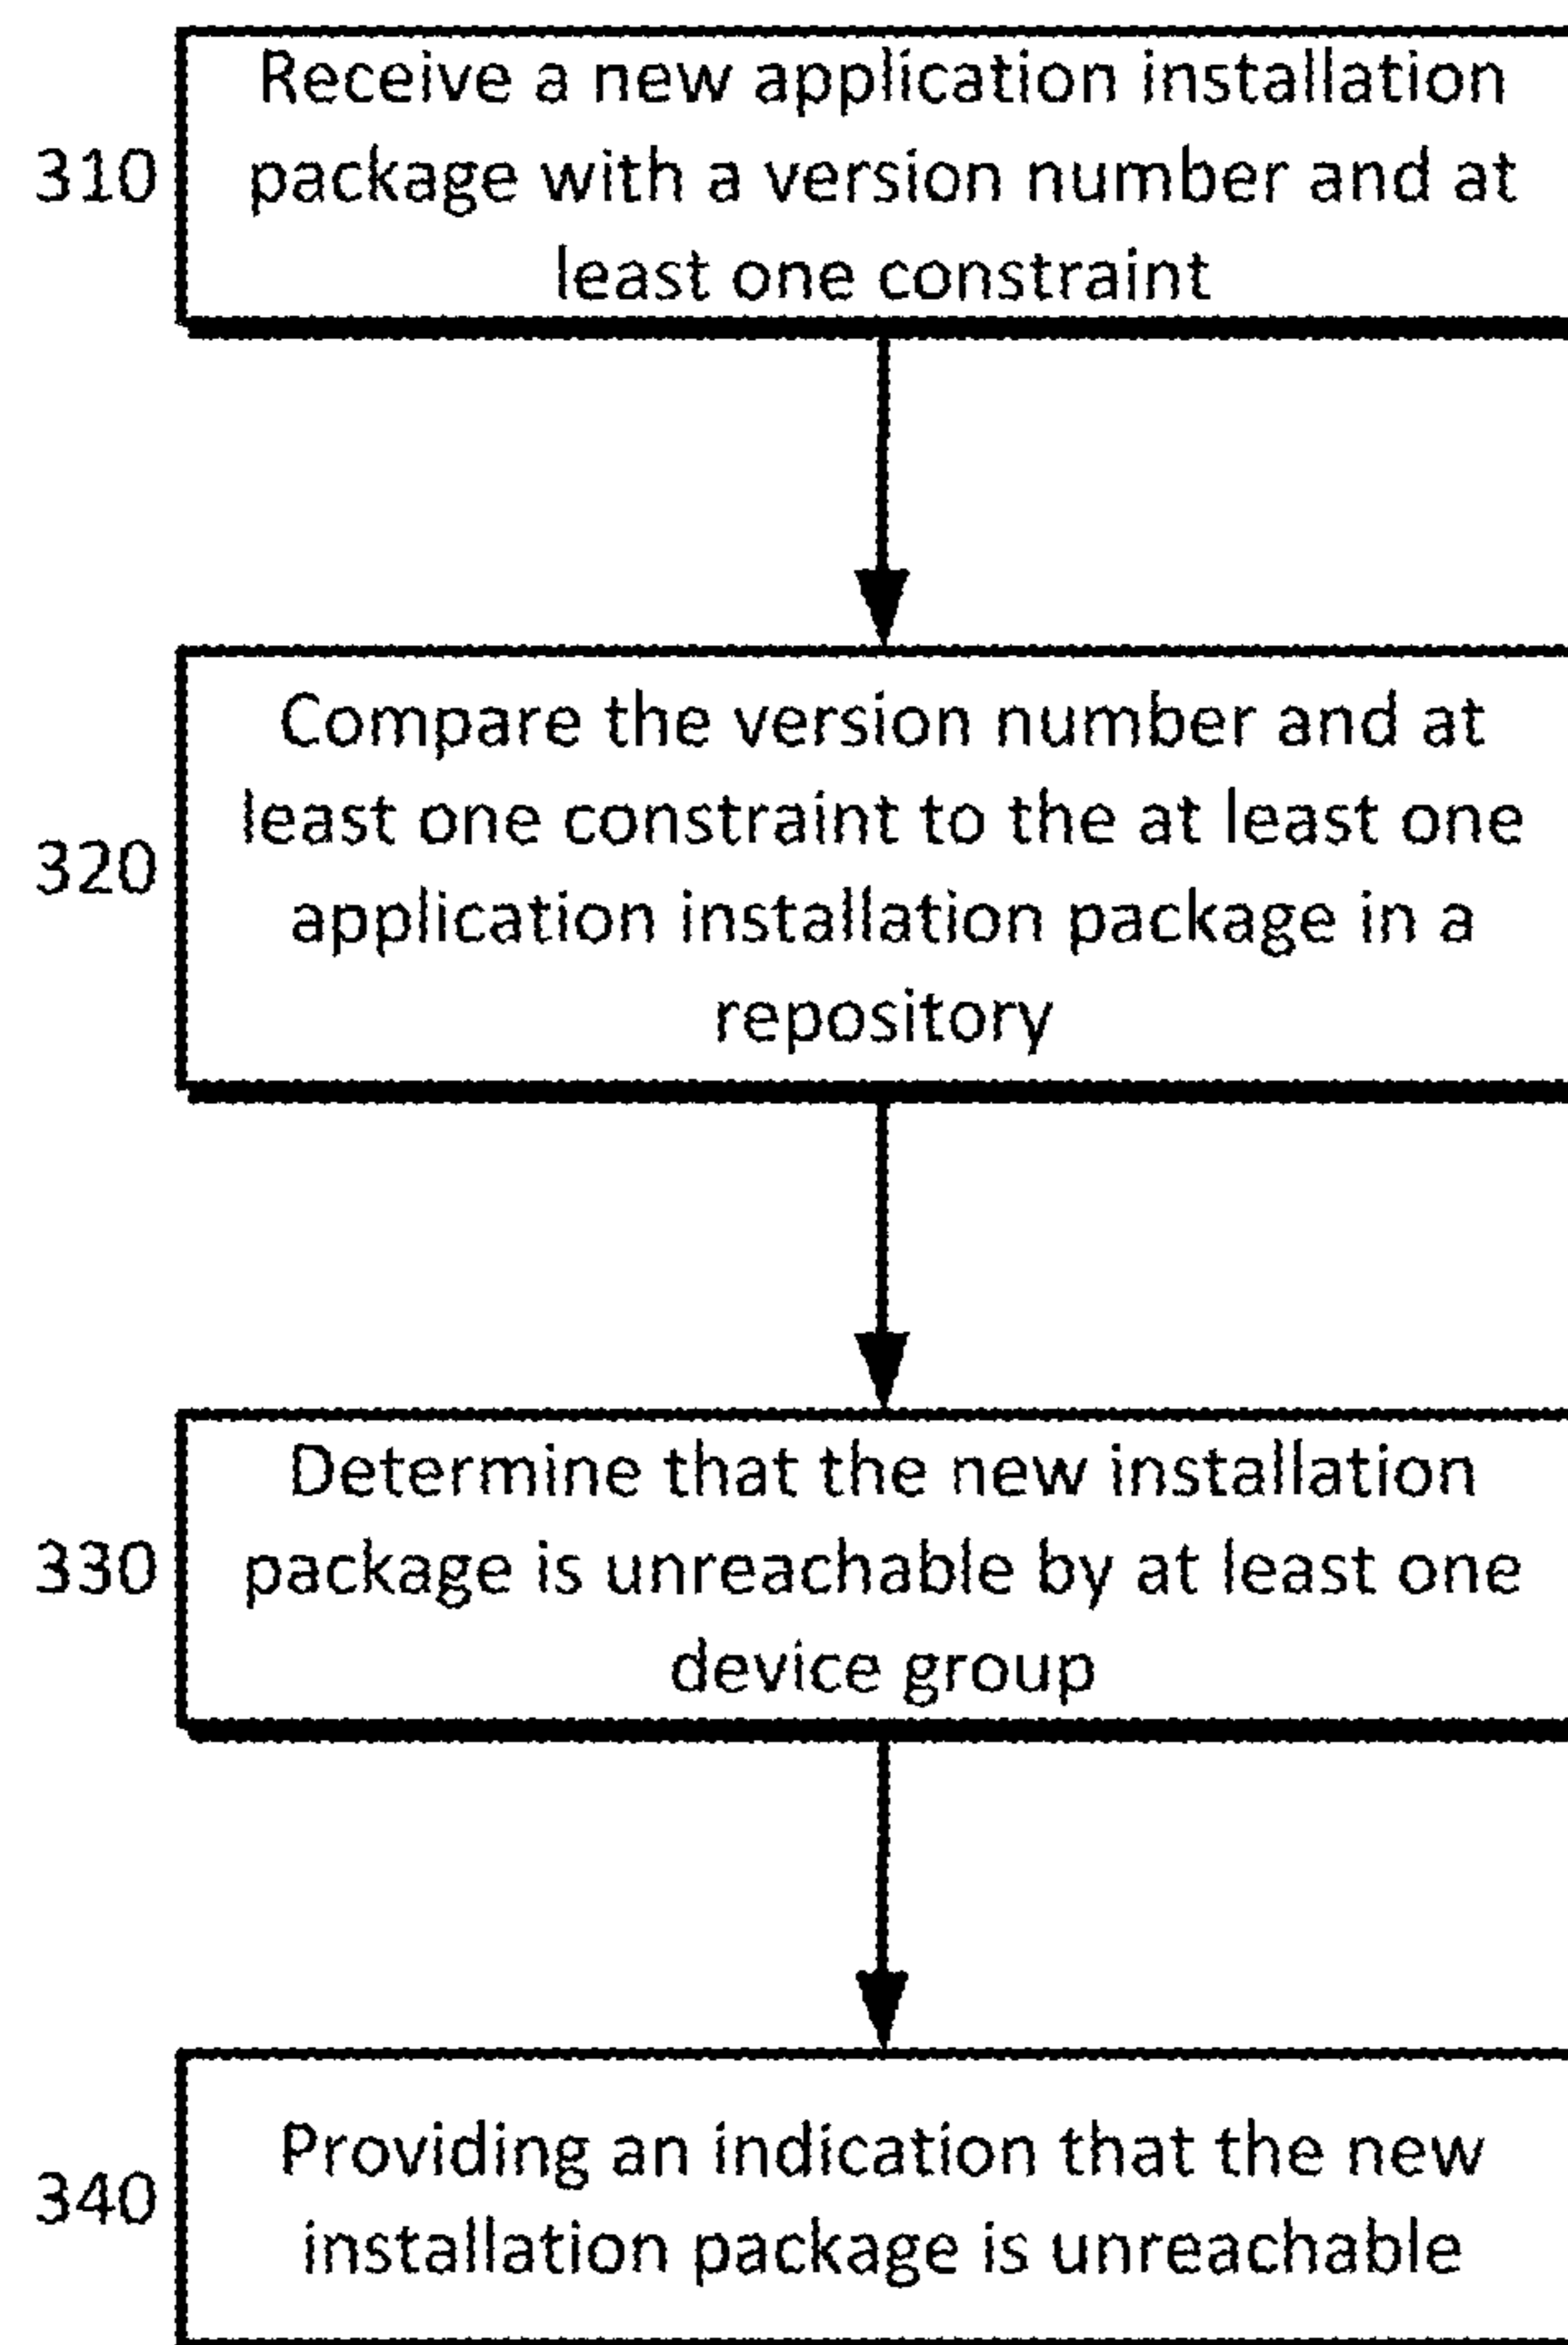 Receive a new application installation
310
package with a version number and at
least one constraint
Compare the version number and at
least one constraint to the at least one
320
application installation package in a
repository
Determine that the new installation
330
package is unreachable by at least one
device group
Providing an indication that the new
340
installation package is unreachable